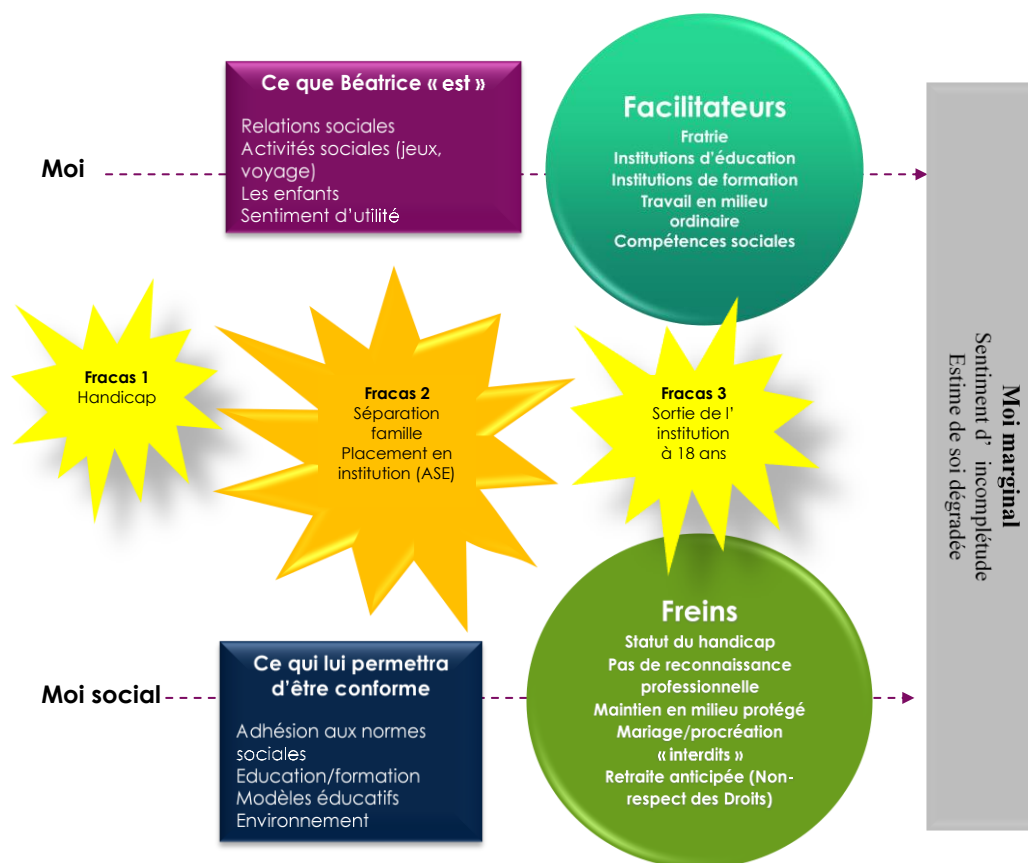 Ce que Béatrice « est »
Relations sociales
Activités sociales (jeux,
voyage)
Les enfants
Sentiment d'utilité
Facilitateurs
Fratrie
Institutions d'éducation
Institutions de formation
Travail en milieu
ordinaire
Compétences sociales
Moi
Fracas 1
Handicap
Fracas 2
Séparation
famille
Placement en
institution (ASE)
Fracas 3
Sortie de l'
institution
à 18 ans
Moi marginal
Sentiment d' incomplétude
Estime de soi dégradée
Moi social
Ce qui lui permettra
d'être conforme
Adhésion aux normes
sociales
Education/formation
Modèles éducatifs
Environnement
Freins
Statut du handicap
Pas de reconnaissance
professionnelle
Maintien en milieu protégé
Mariage/procréation
« interdits »
Retraite anticipée (Non-
respect des Droits)